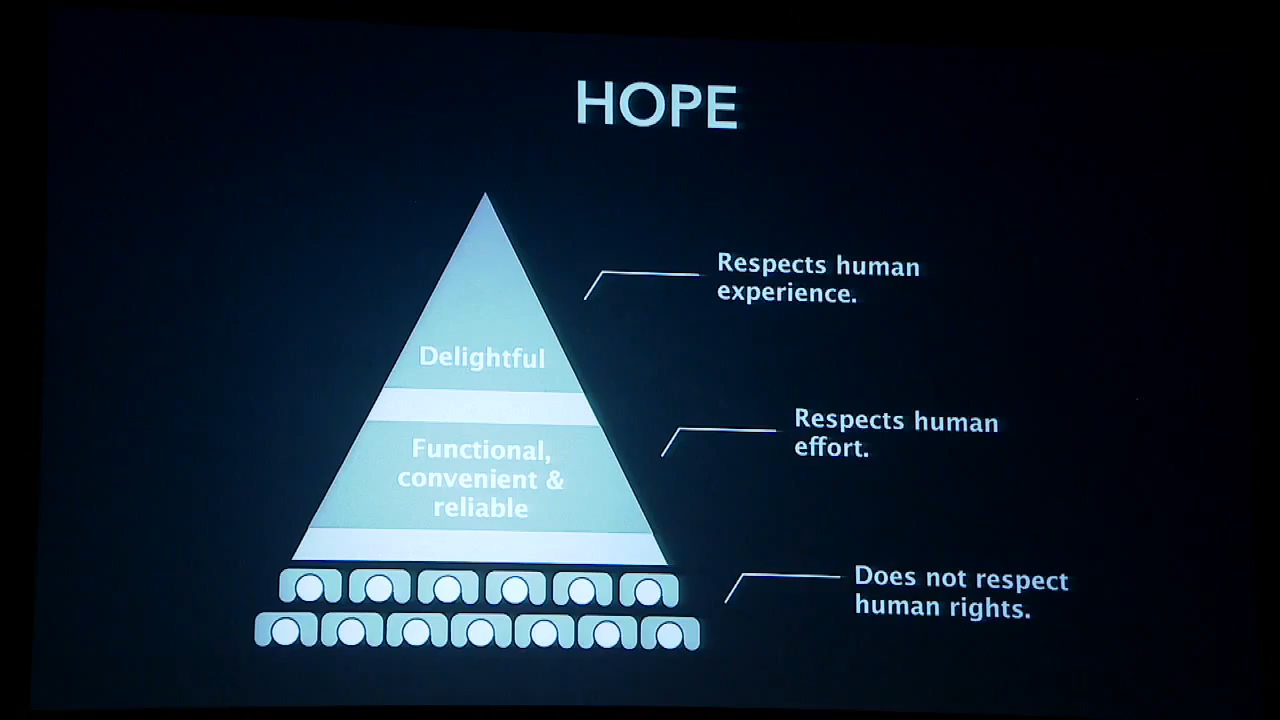 HOPE
Respects human
experience.
Delightful
Respects human
effort.
Functional,
convenient &
reliable
Does not respect
human rights.